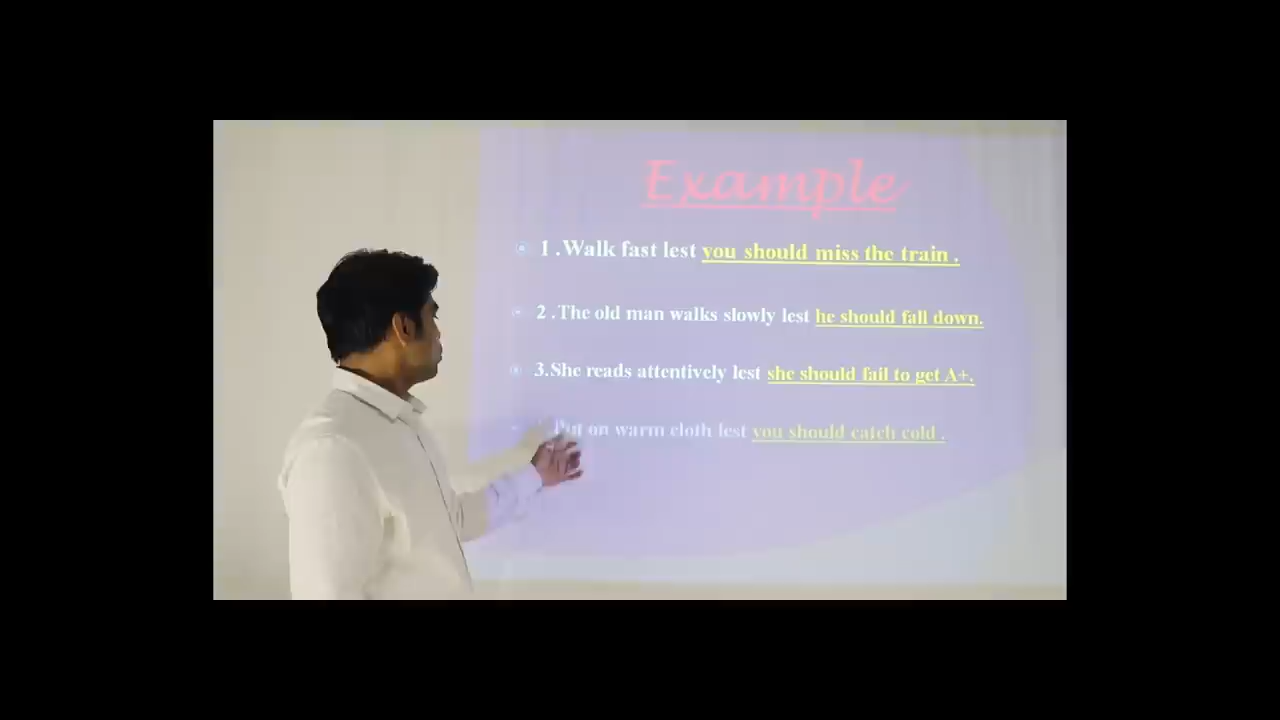 Example
1 .Walk fast lest you should miss the train .
2 .The old man walks slowly lest he should fall down.
3.She reads attentively lest she should fail to get A+.
Put on warm cloth lest you should catch cold .